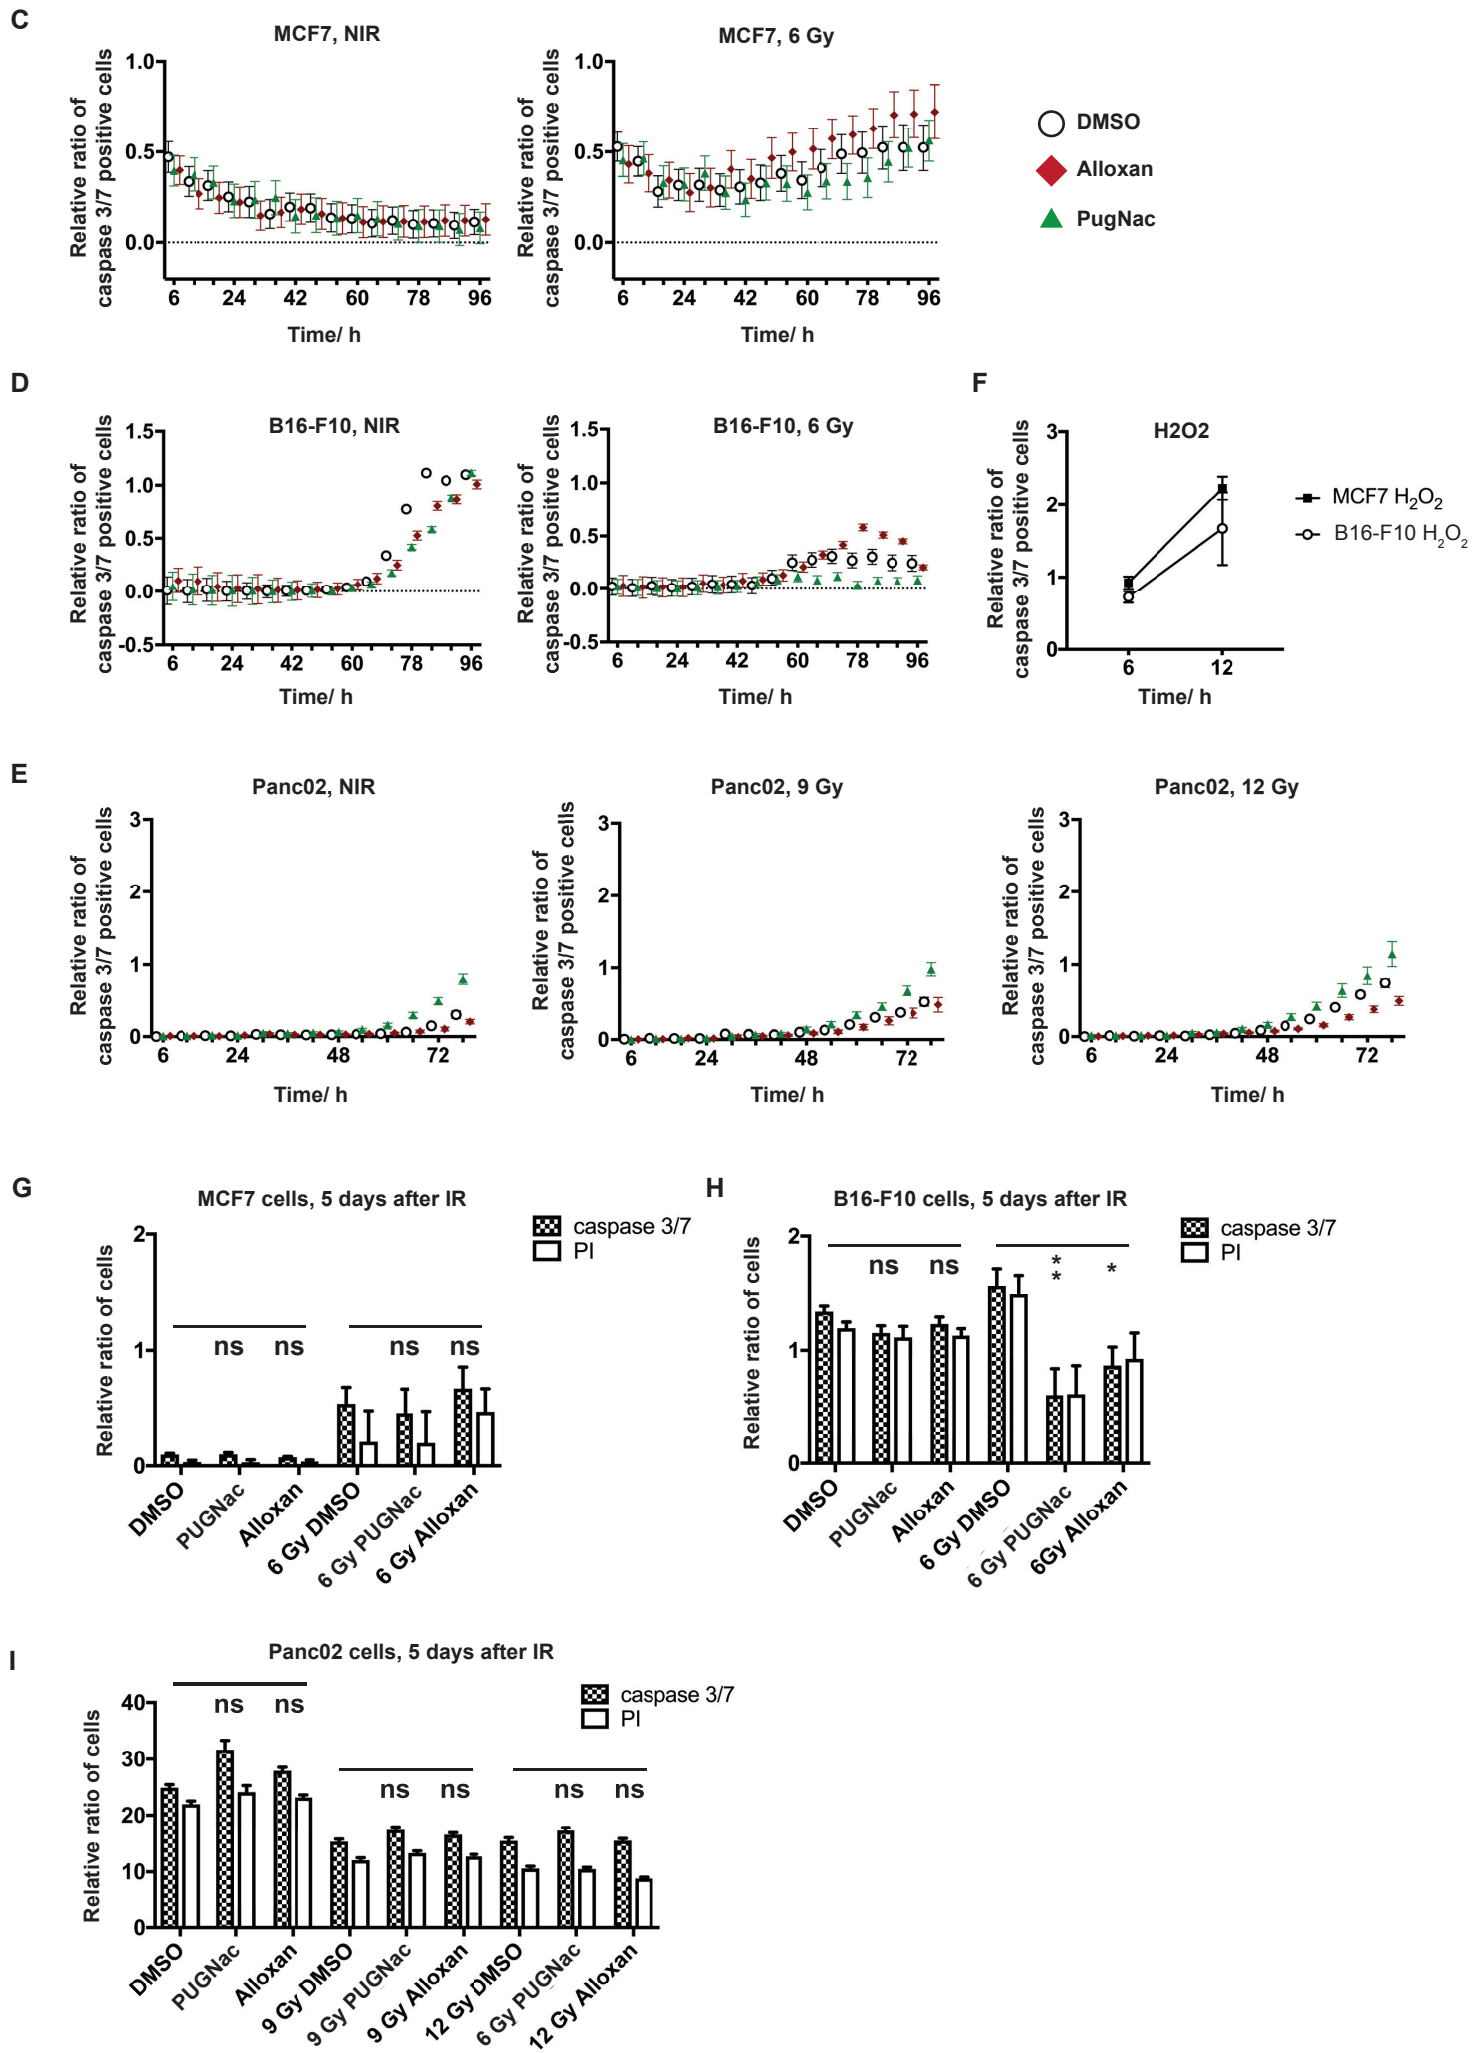 C
MCF7, NIR
Relative ratio of
caspase 3/7 positive cells
1.0
0.5
0.0
6 24 42 60 78 96
Time/ h
MCF7, 6 Gy
Relative ratio of
caspase 3/7 positive cells
1.0
0.5
0.0
6 24 42 60 78 96
Time/ h
DMSO
Alloxan
PugNac
D
B16-F10, NIR
Relative ratio of
caspase 3/7 positive cells
1.5
1.0
0.5
0.0
-0.5
6 24 42 60 78 96
Time/ h
B16-F10, 6 Gy
Relative ratio of
caspase 3/7 positive cells
1.5
1.0
0.5
0.0
-0.5
6 24 42 60 78 96
Time/ h
F
H2O2
Relative ratio of
caspase 3/7 positive cells
3
2
1
0
6 12
Time/ h
MCF7 H₂O₂
B16-F10 H₂O₂
E
Panc02, NIR
Relative ratio of
caspase 3/7 positive cells
3
2
1
0
6 24 48 72
Time/ h
Panc02, 9 Gy
Relative ratio of
caspase 3/7 positive cells
3
2
1
0
6 24 48 72
Time/ h
Panc02, 12 Gy
Relative ratio of
caspase 3/7 positive cells
3
2
1
0
6 24 48 72
Time/ h
G
MCF7 cells, 5 days after IR
Relative ratio of cells
2
1
0
ns ns ns ns
caspase 3/7
PI
DMSO
PUGNac
Alloxan
6 Gy DMSO
6 Gy PUGNac
6 Gy Alloxan
H
B16-F10 cells, 5 days after IR
Relative ratio of cells
2
1
0
ns ns ** *
caspase 3/7
PI
DMSO
PUGNac
Alloxan
6 Gy DMSO
6 Gy PUGNac
6Gy Alloxan
I
Panc02 cells, 5 days after IR
Relative ratio of cells
40
30
20
10
0
ns ns
ns ns ns ns
caspase 3/7
PI
DMSO
PUGNac
Alloxan
9 Gy DMSO
9 Gy PUGNac
9 Gy Alloxan
12 Gy DMSO
6 Gy PUGNac
12 Gy Alloxan